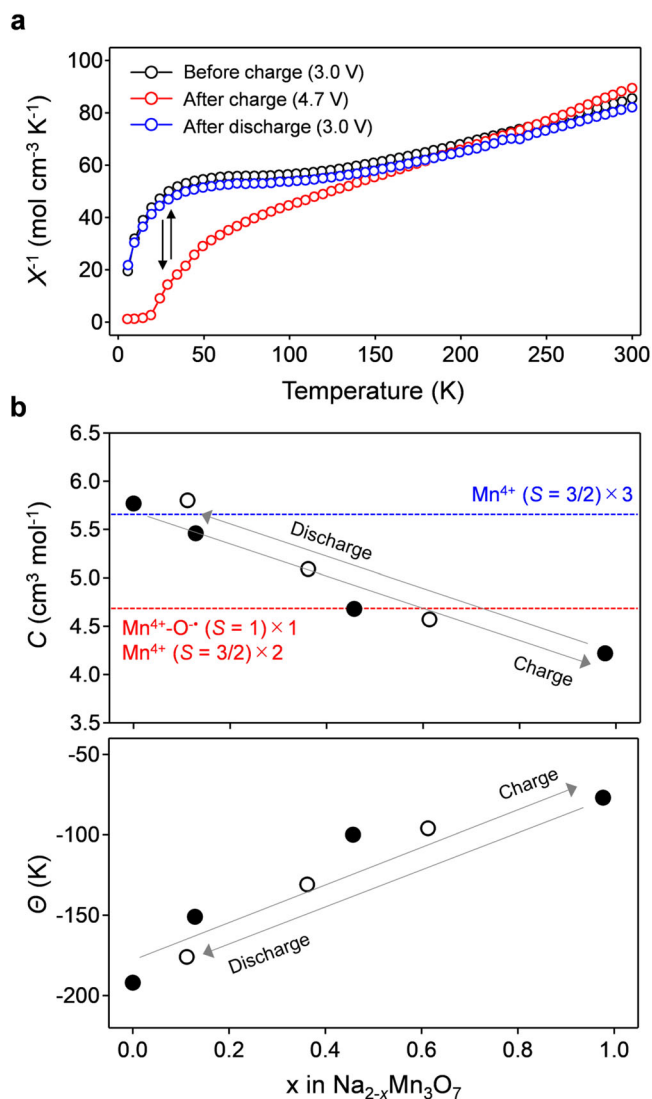 a
100
80
60
40
20
0
X⁻¹ (mol cm⁻³ K⁻¹)
Before charge (3.0 V)
After charge (4.7 V)
After discharge (3.0 V)
0 50 100 150 200 250 300
Temperature (K)
b
6.5
6.0
5.5
5.0
4.5
4.0
3.5
C (cm³ mol⁻¹)
Mn⁴⁺ (S = 3/2) × 3
Discharge
Mn⁴⁺-O⁻• (S = 1) × 1
Mn⁴⁺ (S = 3/2) × 2
Charge
-50
-100
-150
-200
Θ (K)
Charge
Discharge
0.0 0.2 0.4 0.6 0.8 1.0
x in Na₂₋ₓMn₃O₇